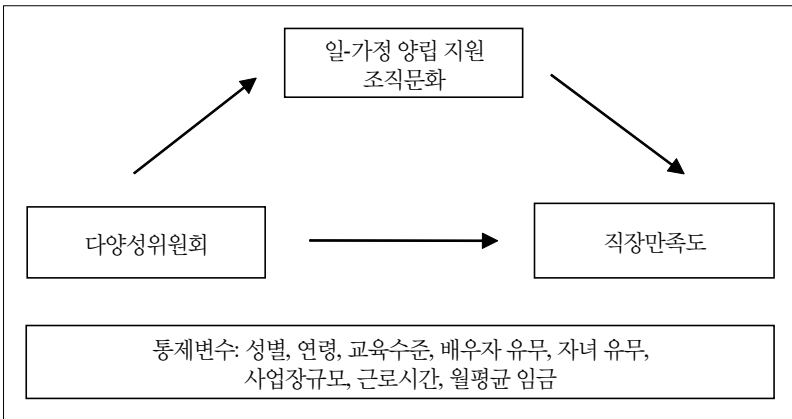 일-가정 양립 지원
조직문화
다양성위원회
직장만족도
통제변수: 성별, 연령, 교육수준, 배우자 유무, 자녀 유무,
사업장규모, 근로시간, 월평균 임금